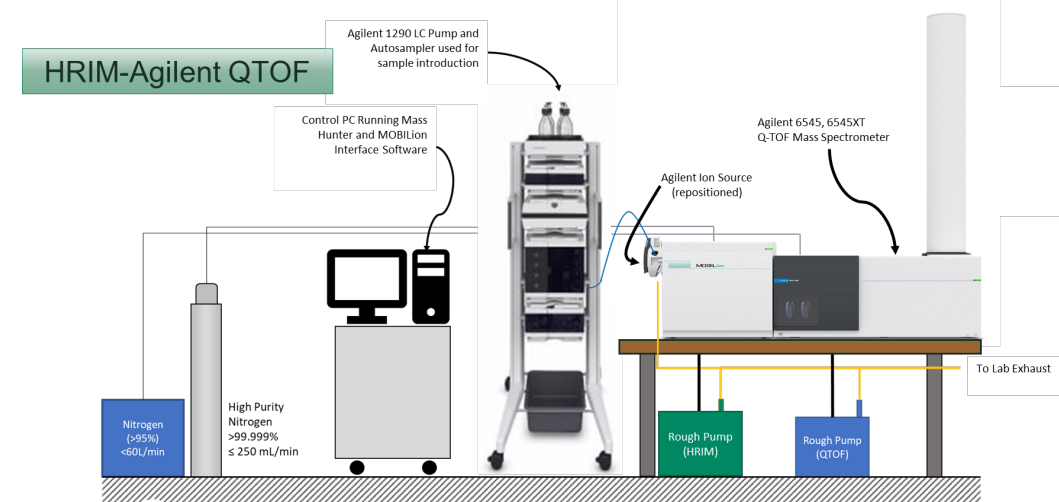 HRIM-Agilent QTOF
Agilent 1290 LC Pump and
Autosampler used for
sample introduction
Control PC Running Mass
Hunter and MOBILion
Interface Software
Agilent 6545, 6545XT
Q-TOF Mass Spectrometer
Agilent Ion Source
(repositioned)
To Lab Exhaust
Nitrogen
(>95%)
<60L/min
High Purity
Nitrogen
>99.999%
≤ 250 mL/min
Rough Pump
(HRIM)
Rough Pump
(QTOF)